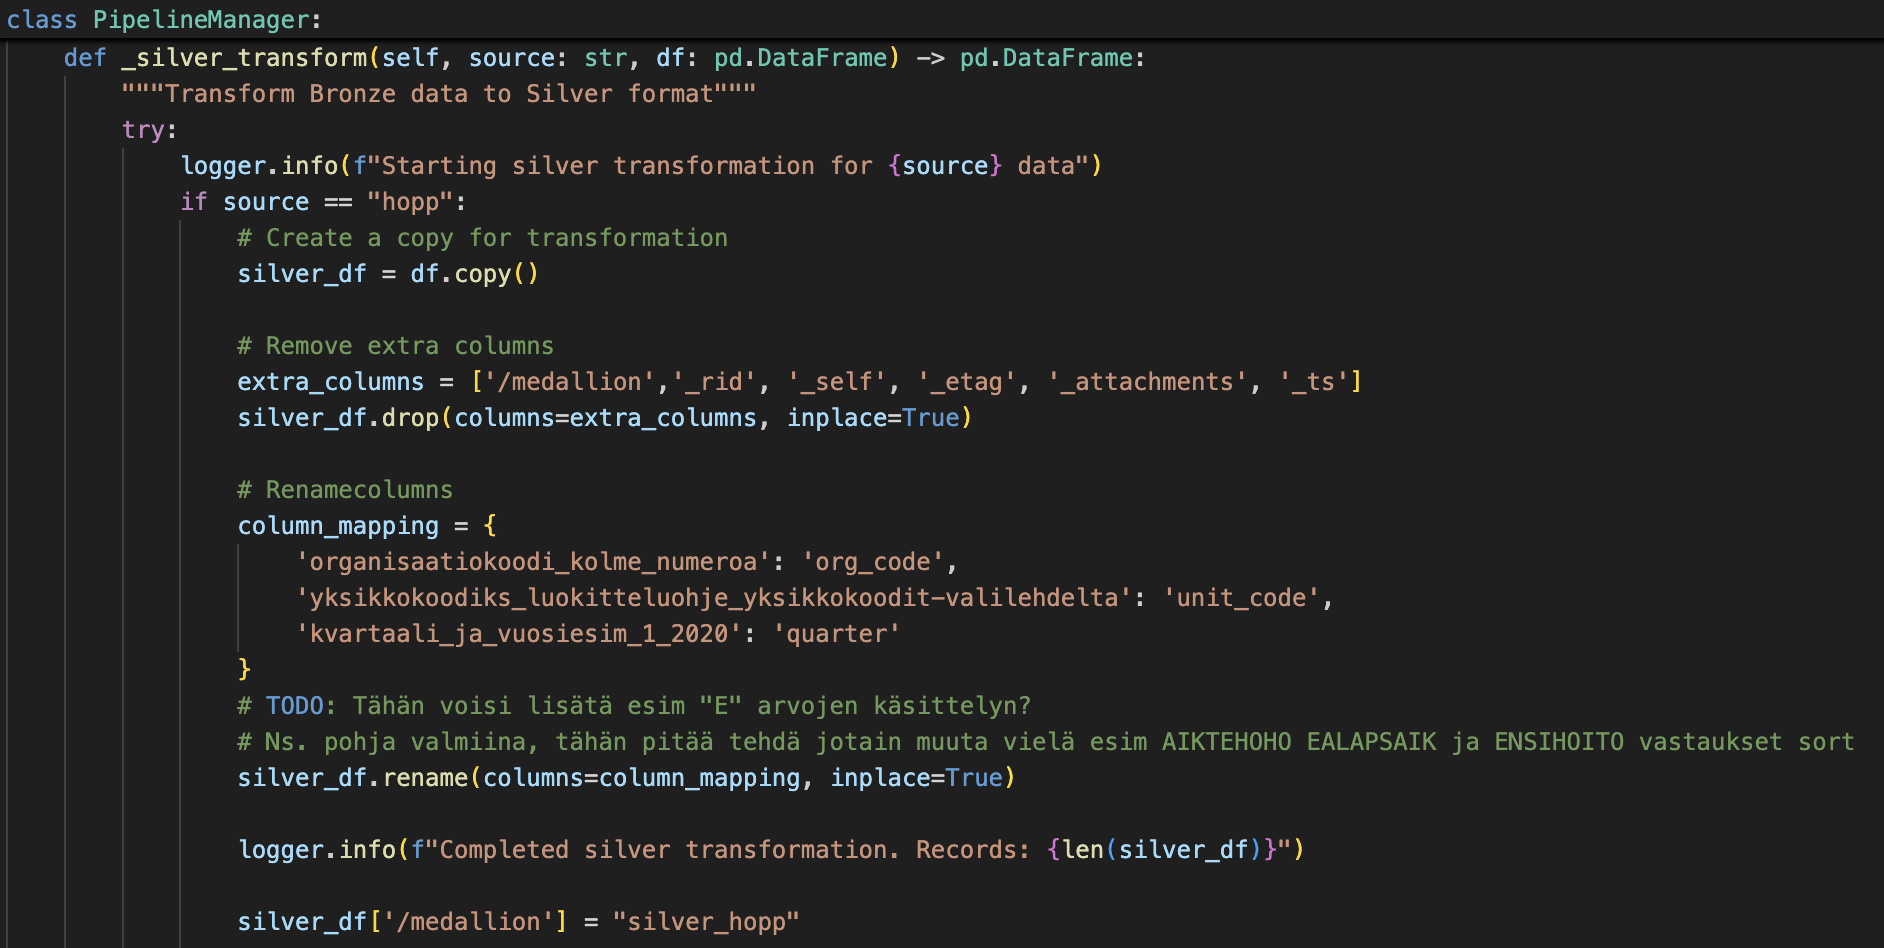 class PipelineManager:
def _silver_transform(self, source: str, df: pd.DataFrame) -> pd.DataFrame:
"""Transform Bronze data to Silver format"""
try:
logger.info(f"Starting silver transformation for {source} data")
if source == "hopp":
# Create a copy for transformation
silver_df = df.copy()
# Remove extra columns
extra_columns = ['/medallion','_rid', '_self', '_etag', '_attachments', '_ts']
silver_df.drop(columns=extra_columns, inplace=True)
# Renamecolumns
column_mapping = {
'organisaatiokoodi_kolme_numeroa': 'org_code',
'yksikkokoodiks_luokitteluohje_yksikkokoodit-valilehdelta': 'unit_code',
'kvartaali_ja_vuosiesim_1_2020': 'quarter'
}
# TODO: Tähän voisi lisätä esim "E" arvojen käsittelyn?
# Ns. pohja valmiina, tähän pitää tehdä jotain muuta vielä esim AIKTEHOHO EALAPSAIK ja ENSIHOITO vastaukset sort
silver_df.rename(columns=column_mapping, inplace=True)
logger.info(f"Completed silver transformation. Records: {len(silver_df)}")
silver_df['/medallion'] = "silver_hopp"